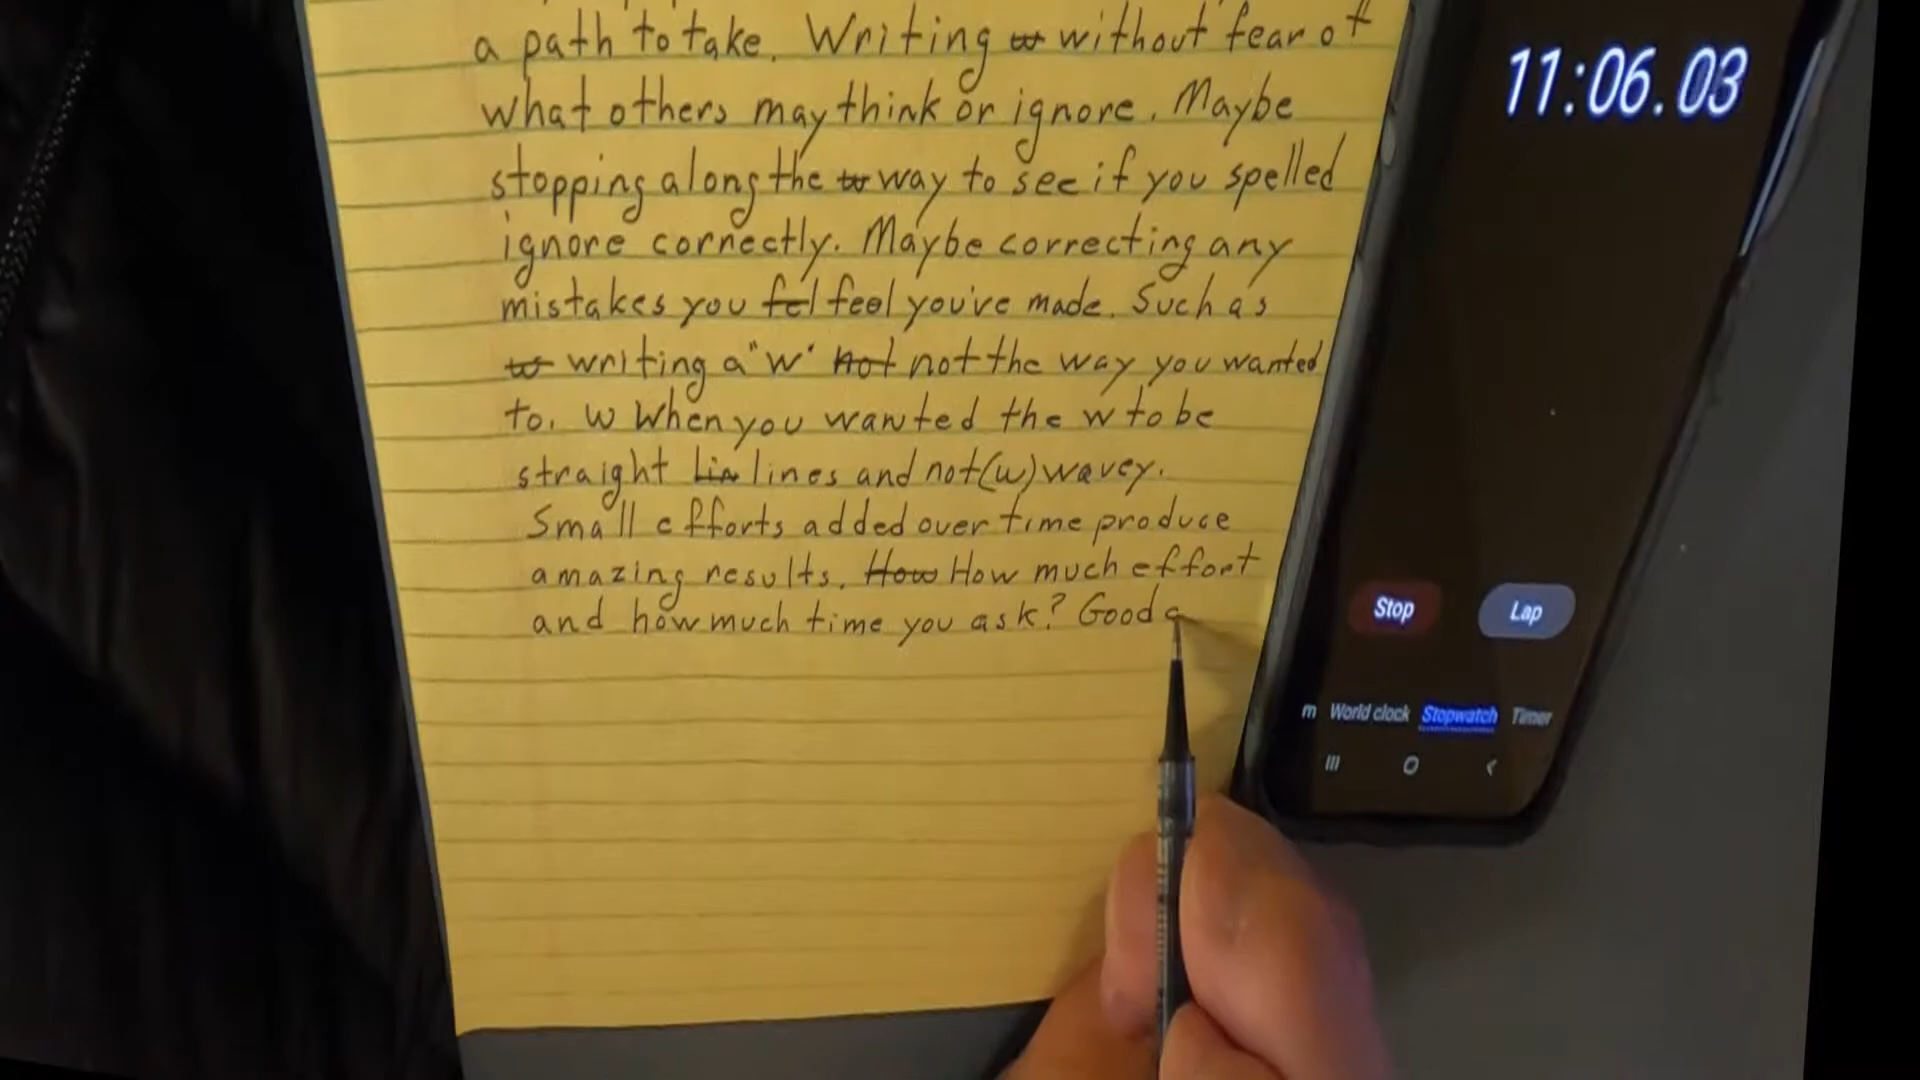 a path to take. Writing w without fear of
what others may think or ignore. Maybe
stopping along the w way to see if you spelled
ignore correctly. Maybe correcting any
mistakes you fel feel you've made. Such as
w writing a "w" not not the way you wanted
to. w When you wanted the w to be
straight Lin lines and not (w) wavey.
Small efforts added over time produce
amazing results. How How much effort
and how much time you ask? Good
11:06.03
Stop Lap
m World clock Stopwatch Timer